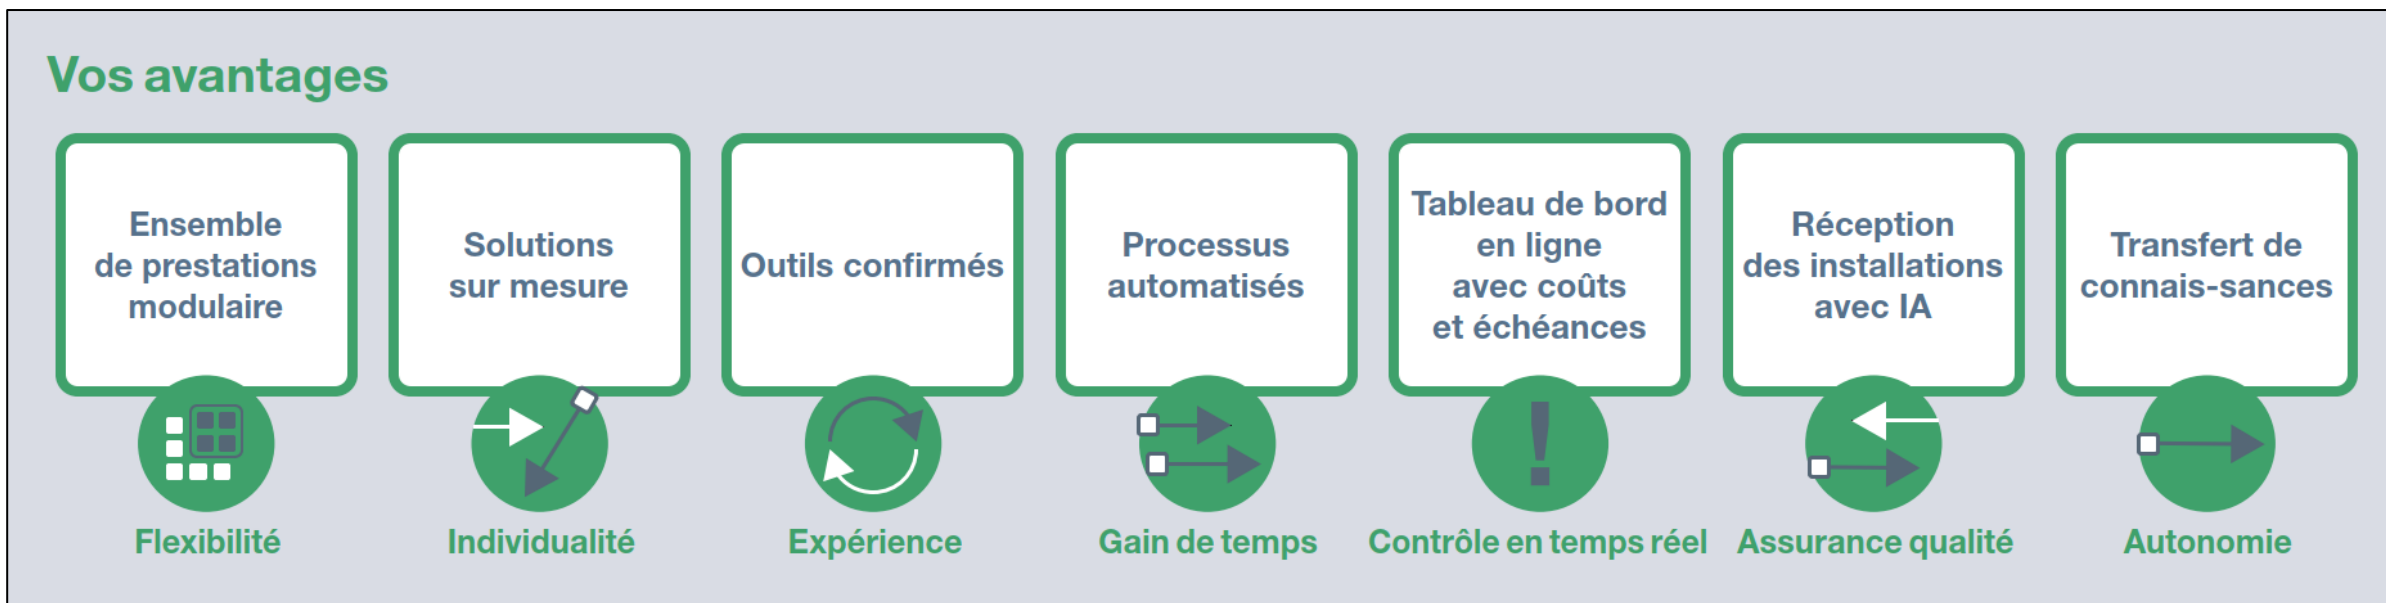 Vos avantages
Ensemble
de prestations
modulaire
Flexibilité
Solutions
sur mesure
Individualité
Outils confirmés
Expérience
Processus
automatisés
Gain de temps
Tableau de bord
en ligne
avec coûts
et échéances
!
Contrôle en temps réel
Réception
des installations
avec IA
Assurance qualité
Transfert de
connais-sances
Autonomie